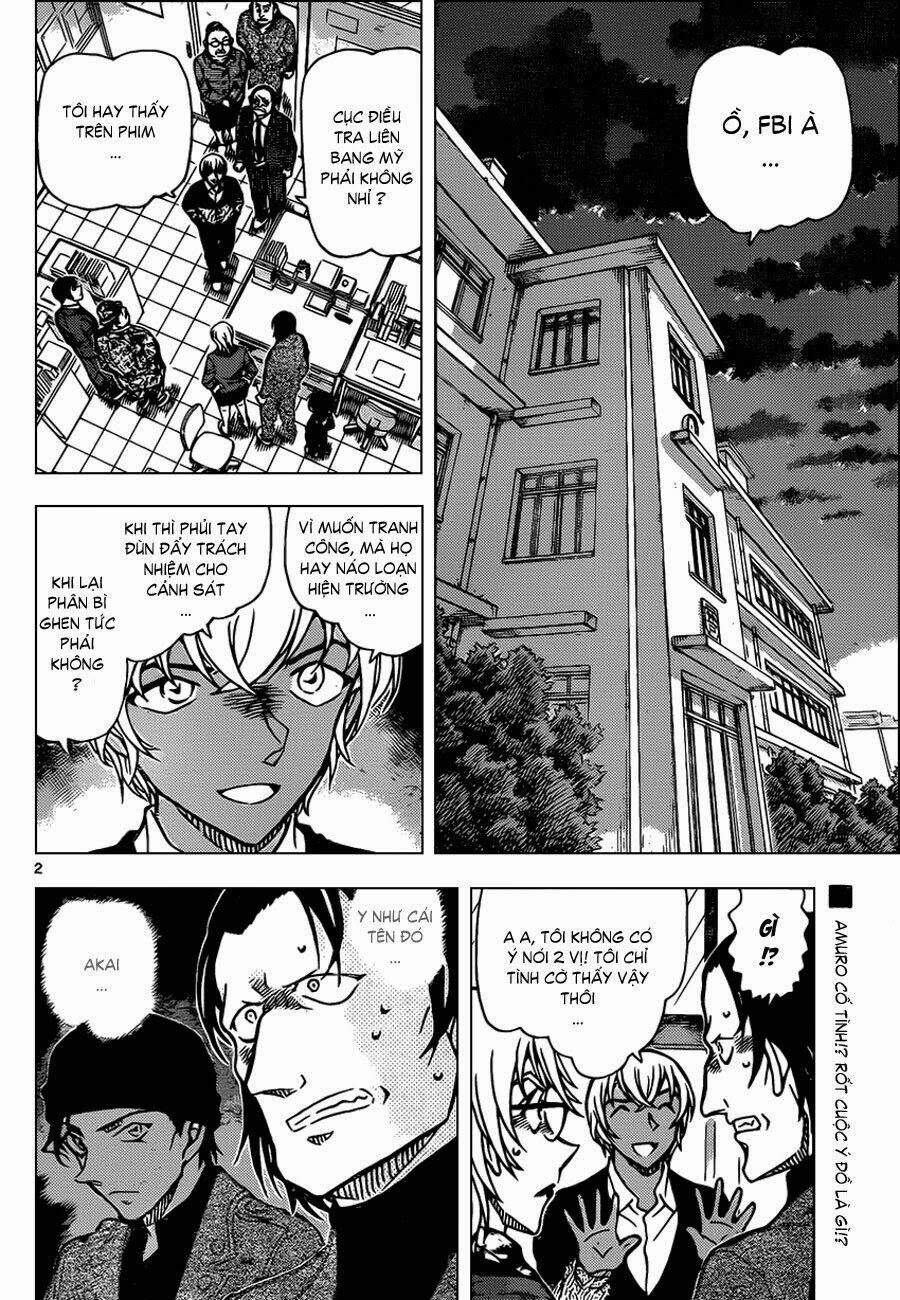 Ồ, FBI À
...
CỤC ĐIỀU
TRA LIÊN
BANG MỸ
PHẢI KHÔNG
NHỈ ?
TÔI HAY THẤY
TRÊN PHIM
...
VÌ MUỐN TRANH
CÔNG, MÀ HỌ
HAY NÁO LOẠN
HIỆN TRƯỜNG
...
KHI THÌ PHỦI TAY
ĐÙN ĐẨY TRÁCH
NHIỆM CHO
CẢNH SÁT
...
KHI LẠI
PHÂN BÌ
GHEN TỨC
PHẢI
KHÔNG
?
2
AMURO CỐ TÌNH!? RỐT CUỘC Ý ĐỒ LÀ GÌ!?
GÌ
!?
A A, TÔI KHÔNG CÓ
Ý NÓI 2 VỊ! TÔI CHỈ
TÌNH CỜ THẤY VẬY
THÔI
...
Y NHƯ CÁI
TÊN ĐÓ
...
AKAI
...